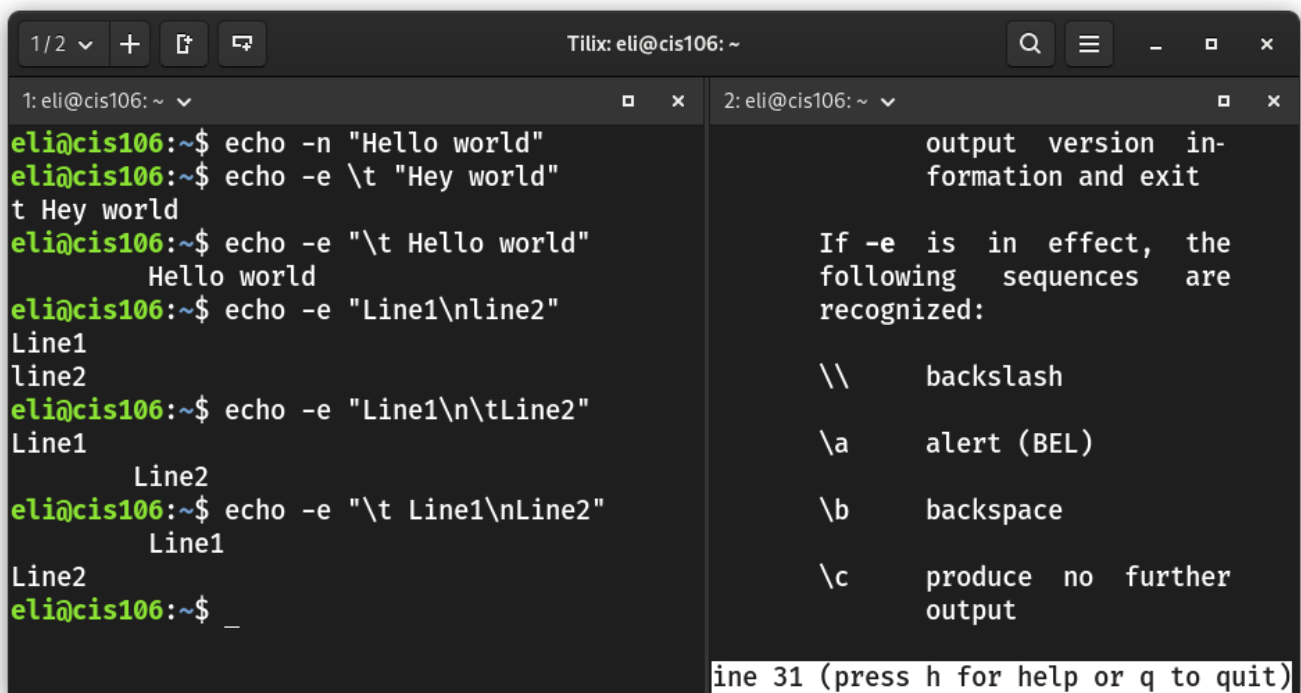 1/2
Tilix: eli@cis106: ~
1: eli@cis106: ~
eli@cis106:~$ echo -n "Hello world"
eli@cis106:~$ echo -e \t "Hey world"
t Hey world
eli@cis106:~$ echo -e "\t Hello world"
         Hello world
eli@cis106:~$ echo -e "Line1\nline2"
Line1
line2
eli@cis106:~$ echo -e "Line1\n\tLine2"
Line1
        Line2
eli@cis106:~$ echo -e "\t Line1\nLine2"
         Line1
Line2
eli@cis106:~$ _
2: eli@cis106: ~
output version in-
formation and exit
If -e is in effect, the
following sequences are
recognized:
\\ backslash
\a alert (BEL)
\b backspace
\c produce no further
output
ine 31 (press h for help or q to quit)